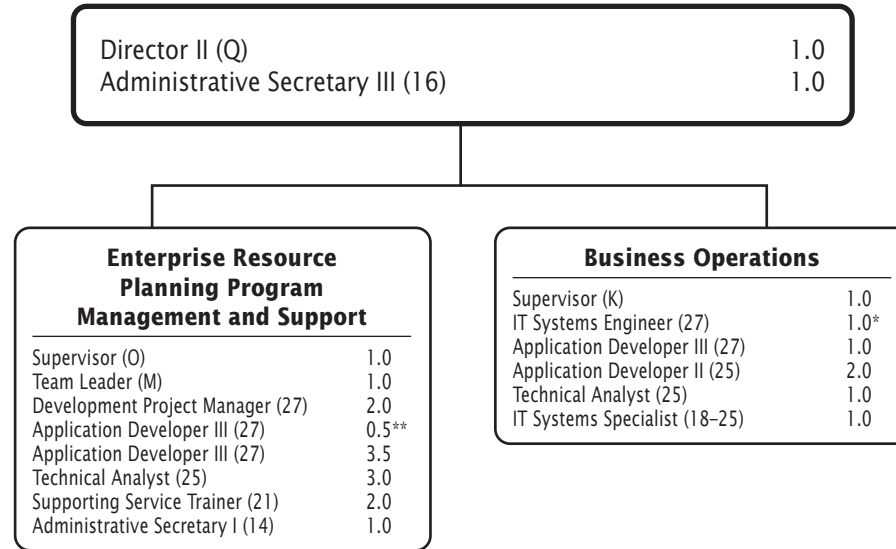 Director II (Q) 1.0
Administrative Secretary III (16) 1.0
Enterprise Resource
Planning Program
Management and Support
Supervisor (O) 1.0
Team Leader (M) 1.0
Development Project Manager (27) 2.0
Application Developer III (27) 0.5**
Application Developer III (27) 3.5
Technical Analyst (25) 3.0
Supporting Service Trainer (21) 2.0
Administrative Secretary I (14) 1.0
Business Operations
Supervisor (K) 1.0
IT Systems Engineer (27) 1.0*
Application Developer III (27) 1.0
Application Developer II (25) 2.0
Technical Analyst (25) 1.0
IT Systems Specialist (18–25) 1.0